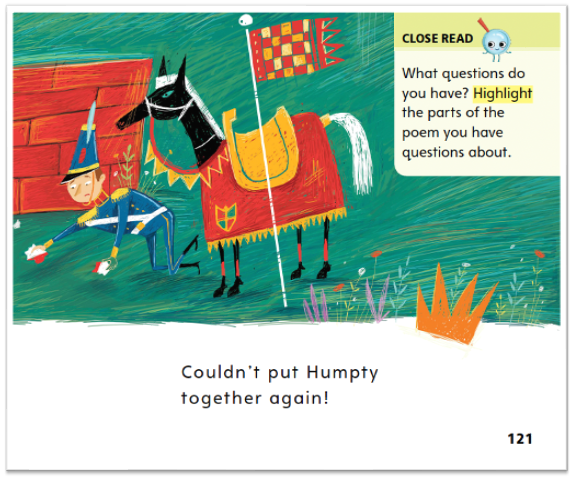 CLOSE READ
What questions do
you have? Highlight
the parts of the
poem you have
questions about.
Couldn't put Humpty
together again!
121